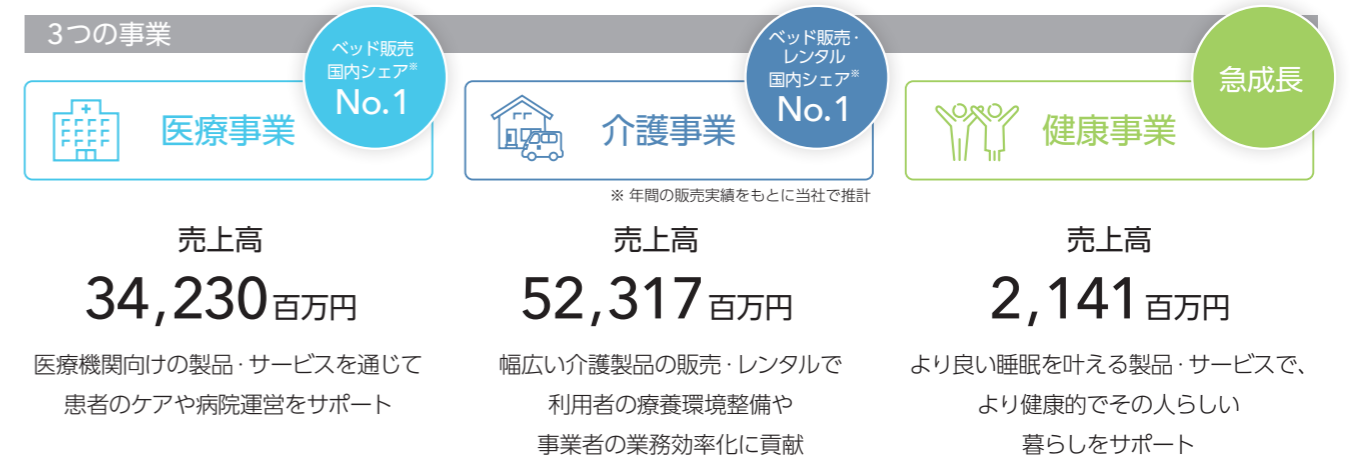 3つの事業
ベッド販売
国内シェア※
No.1
医療事業
ベッド販売・
レンタル
国内シェア※
No.1
介護事業
急成長
健康事業
※ 年間の販売実績をもとに当社で推計
売上高
34,230百万円
医療機関向けの製品・サービスを通じて
患者のケアや病院運営をサポート
売上高
52,317百万円
幅広い介護製品の販売・レンタルで
利用者の療養環境整備や
事業者の業務効率化に貢献
売上高
2,141百万円
より良い睡眠を叶える製品・サービスで、
より健康的でその人らしい
暮らしをサポート